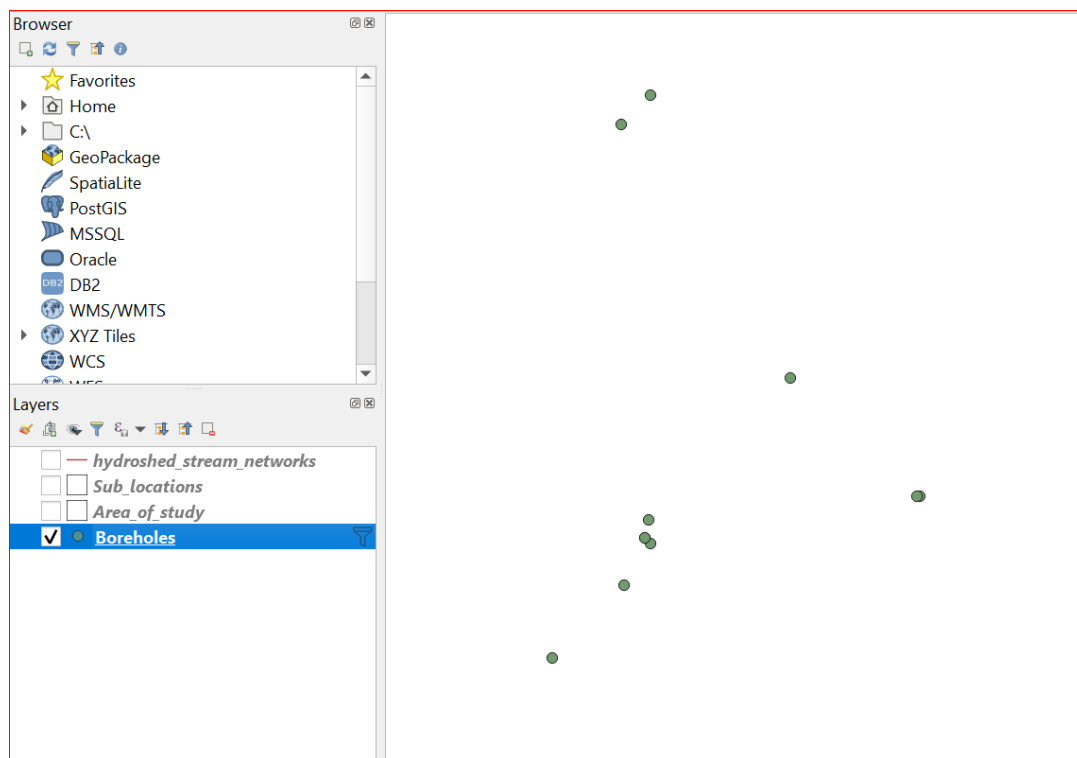 Browser
Favorites
Home
C:\
GeoPackage
SpatiaLite
PostGIS
MSSQL
Oracle
DB2 DB2
WMS/WMTS
XYZ Tiles
WCS
WFS
Layers
hydroshed_stream_networks
Sub_locations
Area_of_study
Boreholes